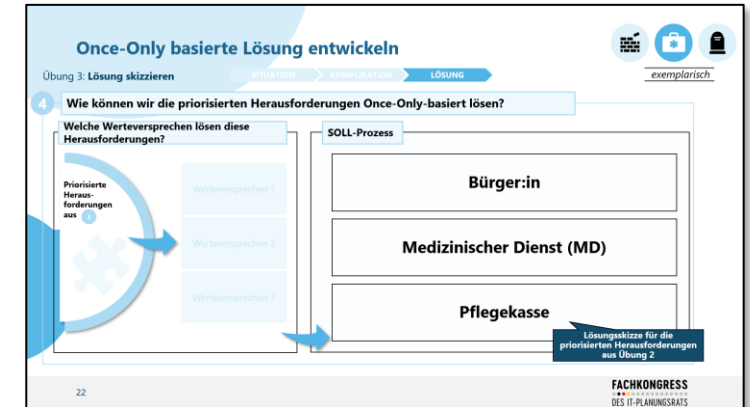 Once-Only basierte Lösung entwickeln
Übung 3: Lösung skizzieren
SITUATION
KOMPLIKATION
LÖSUNG
exemplarisch
4
Wie können wir die priorisierten Herausforderungen Once-Only-basiert lösen?
Welche Werteversprechen lösen diese
Herausforderungen?
Priorisierte
Heraus-
forderungen
aus 3
Werteversprechen 1
Werteversprechen 2
Werteversprechen 3
SOLL-Prozess
Bürger:in
Medizinischer Dienst (MD)
Pflegekasse
Lösungsskizze für die
priorisierten Herausforderungen
aus Übung 2
22
FACHKONGRESS
DES IT-PLANUNGSRATS